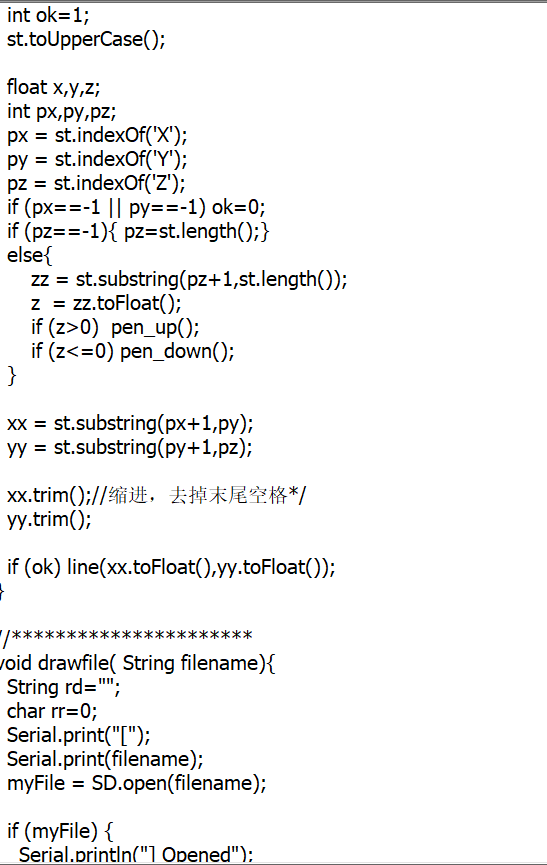 int ok=1;
st.toUpperCase();
float x,y,z;
int px,py,pz;
px = st.indexOf('X');
py = st.indexOf('Y');
pz = st.indexOf('Z');
if (px==-1 || py==-1) ok=0;
if (pz==-1){ pz=st.length();}
else{
zz = st.substring(pz+1,st.length());
z  = zz.toFloat();
if (z>0)  pen_up();
if (z<=0) pen_down();
}
xx = st.substring(px+1,py);
yy = st.substring(py+1,pz);
xx.trim();//缩进，去掉末尾空格*/
yy.trim();
if (ok) line(xx.toFloat(),yy.toFloat());
}
//**********************
void drawfile( String filename){
String rd="";
char rr=0;
Serial.print("[");
Serial.print(filename);
myFile = SD.open(filename);
if (myFile) {
Serial.println("] Opened");